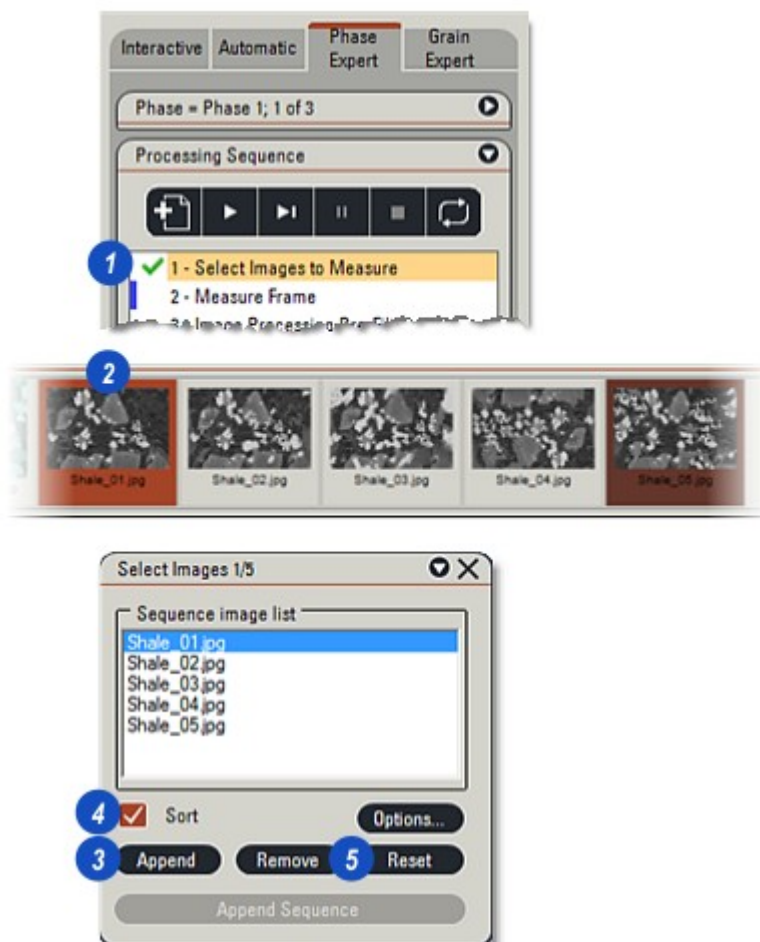 Interactive Automatic Phase Expert Grain Expert
Phase = Phase 1; 1 of 3
Processing Sequence
1
1 - Select Images to Measure
2 - Measure Frame
2
Shale_01.jpg Shale_02.jpg Shale_03.jpg Shale_04.jpg Shale_05.jpg
Select Images 1/5
Sequence image list
Shale_01.jpg
Shale_02.jpg
Shale_03.jpg
Shale_04.jpg
Shale_05.jpg
4 Sort Options...
3 Append Remove 5 Reset
Append Sequence